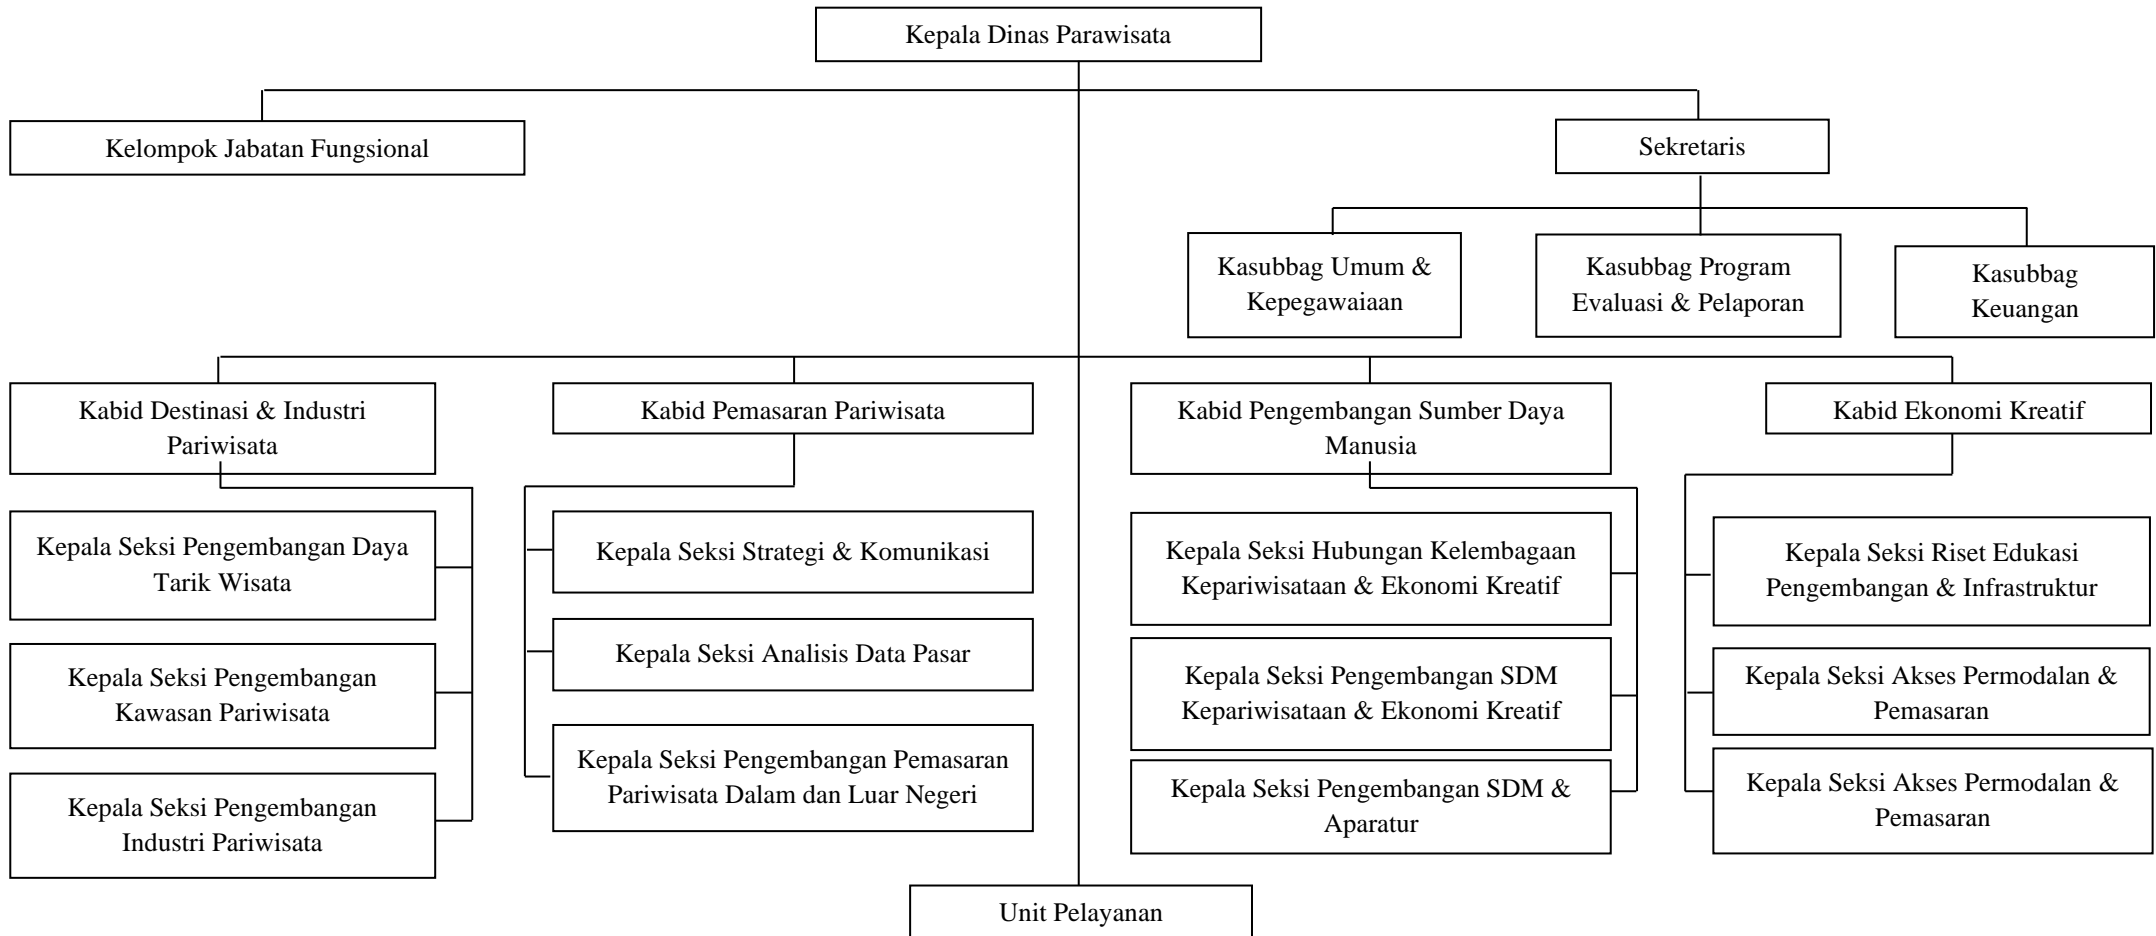 Kepala Dinas Parawisata
Kelompok Jabatan Fungsional
Sekretaris
Kasubbag Umum &
Kepegawaiaan
Kasubbag Program
Evaluasi & Pelaporan
Kasubbag
Keuangan
Kabid Destinasi & Industri
Pariwisata
Kabid Pemasaran Pariwisata
Kabid Pengembangan Sumber Daya
Manusia
Kabid Ekonomi Kreatif
Kepala Seksi Pengembangan Daya
Tarik Wisata
Kepala Seksi Pengembangan
Kawasan Pariwisata
Kepala Seksi Pengembangan
Industri Pariwisata
Kepala Seksi Strategi & Komunikasi
Kepala Seksi Analisis Data Pasar
Kepala Seksi Pengembangan Pemasaran
Pariwisata Dalam dan Luar Negeri
Kepala Seksi Hubungan Kelembagaan
Kepariwisataan & Ekonomi Kreatif
Kepala Seksi Pengembangan SDM
Kepariwisataan & Ekonomi Kreatif
Kepala Seksi Pengembangan SDM &
Aparatur
Kepala Seksi Riset Edukasi
Pengembangan & Infrastruktur
Kepala Seksi Akses Permodalan &
Pemasaran
Kepala Seksi Akses Permodalan &
Pemasaran
Unit Pelayanan